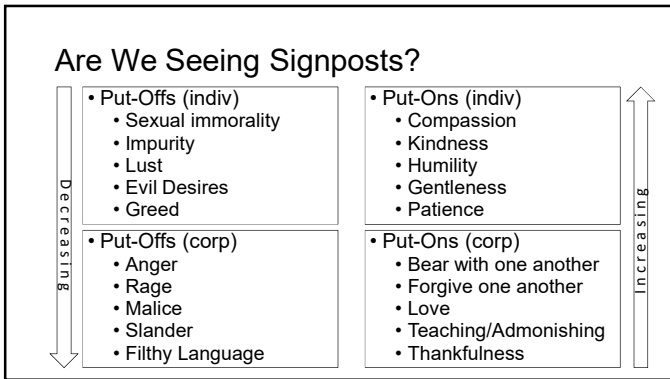 Are We Seeing Signposts?
Decreasing
• Put-Offs (indiv)
• Sexual immorality
• Impurity
• Lust
• Evil Desires
• Greed
• Put-Ons (indiv)
• Compassion
• Kindness
• Humility
• Gentleness
• Patience
• Put-Offs (corp)
• Anger
• Rage
• Malice
• Slander
• Filthy Language
• Put-Ons (corp)
• Bear with one another
• Forgive one another
• Love
• Teaching/Admonishing
• Thankfulness
Increasing